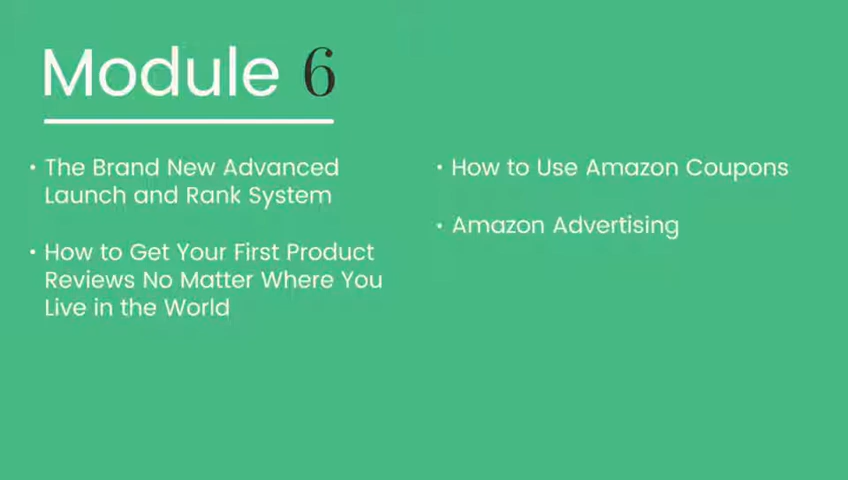 Module 6
• The Brand New Advanced
Launch and Rank System
• How to Get Your First Product
Reviews No Matter Where You
Live in the World
• How to Use Amazon Coupons
• Amazon Advertising